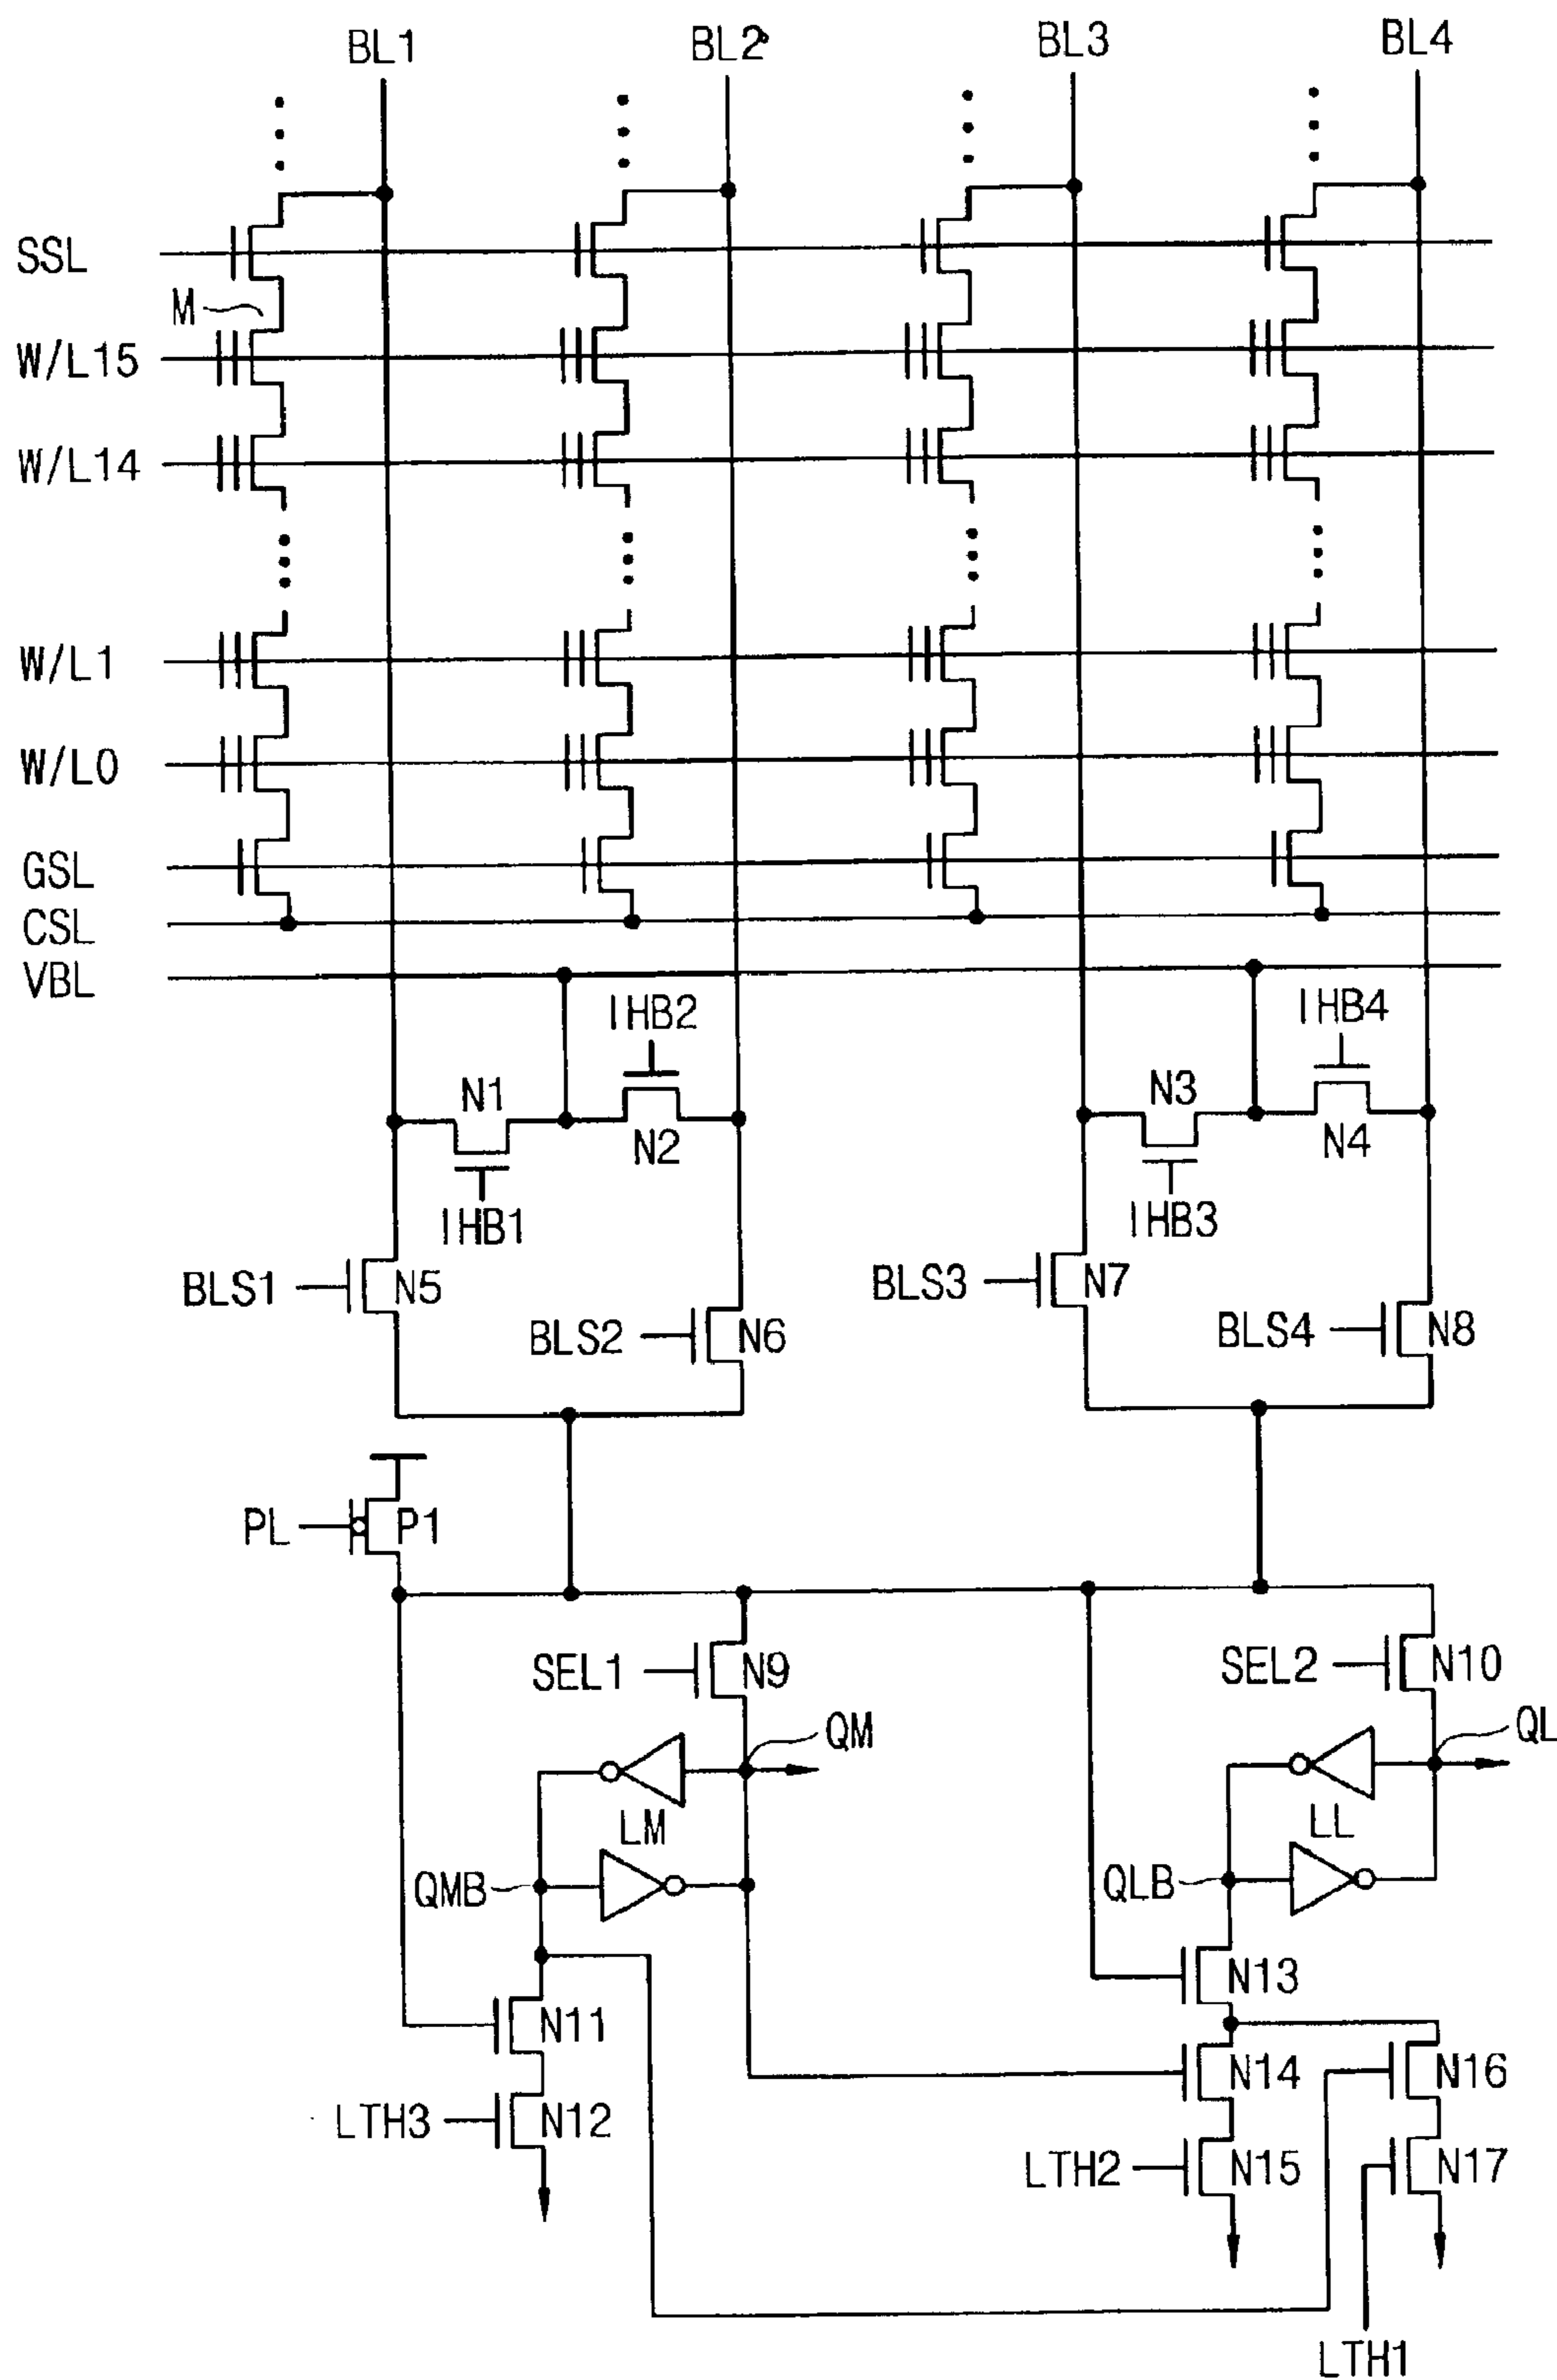 BL1
BL2
BL3
BL4
SSL
M
W/L15
W/L14
W/L1
W/L0
GSL
CSL
VBL
IHB2
IHB4
N1
N3
N2
N4
IHB1
IHB3
BLS1
N5
BLS3
N7
BLS2
N6
BLS4
N8
PL
P1
SEL1
N9
SEL2
N10
QM
QL
LM
LL
QMB
QLB
N13
N11
N14
N16
LTH3
N12
LTH2
N15
N17
LTH1